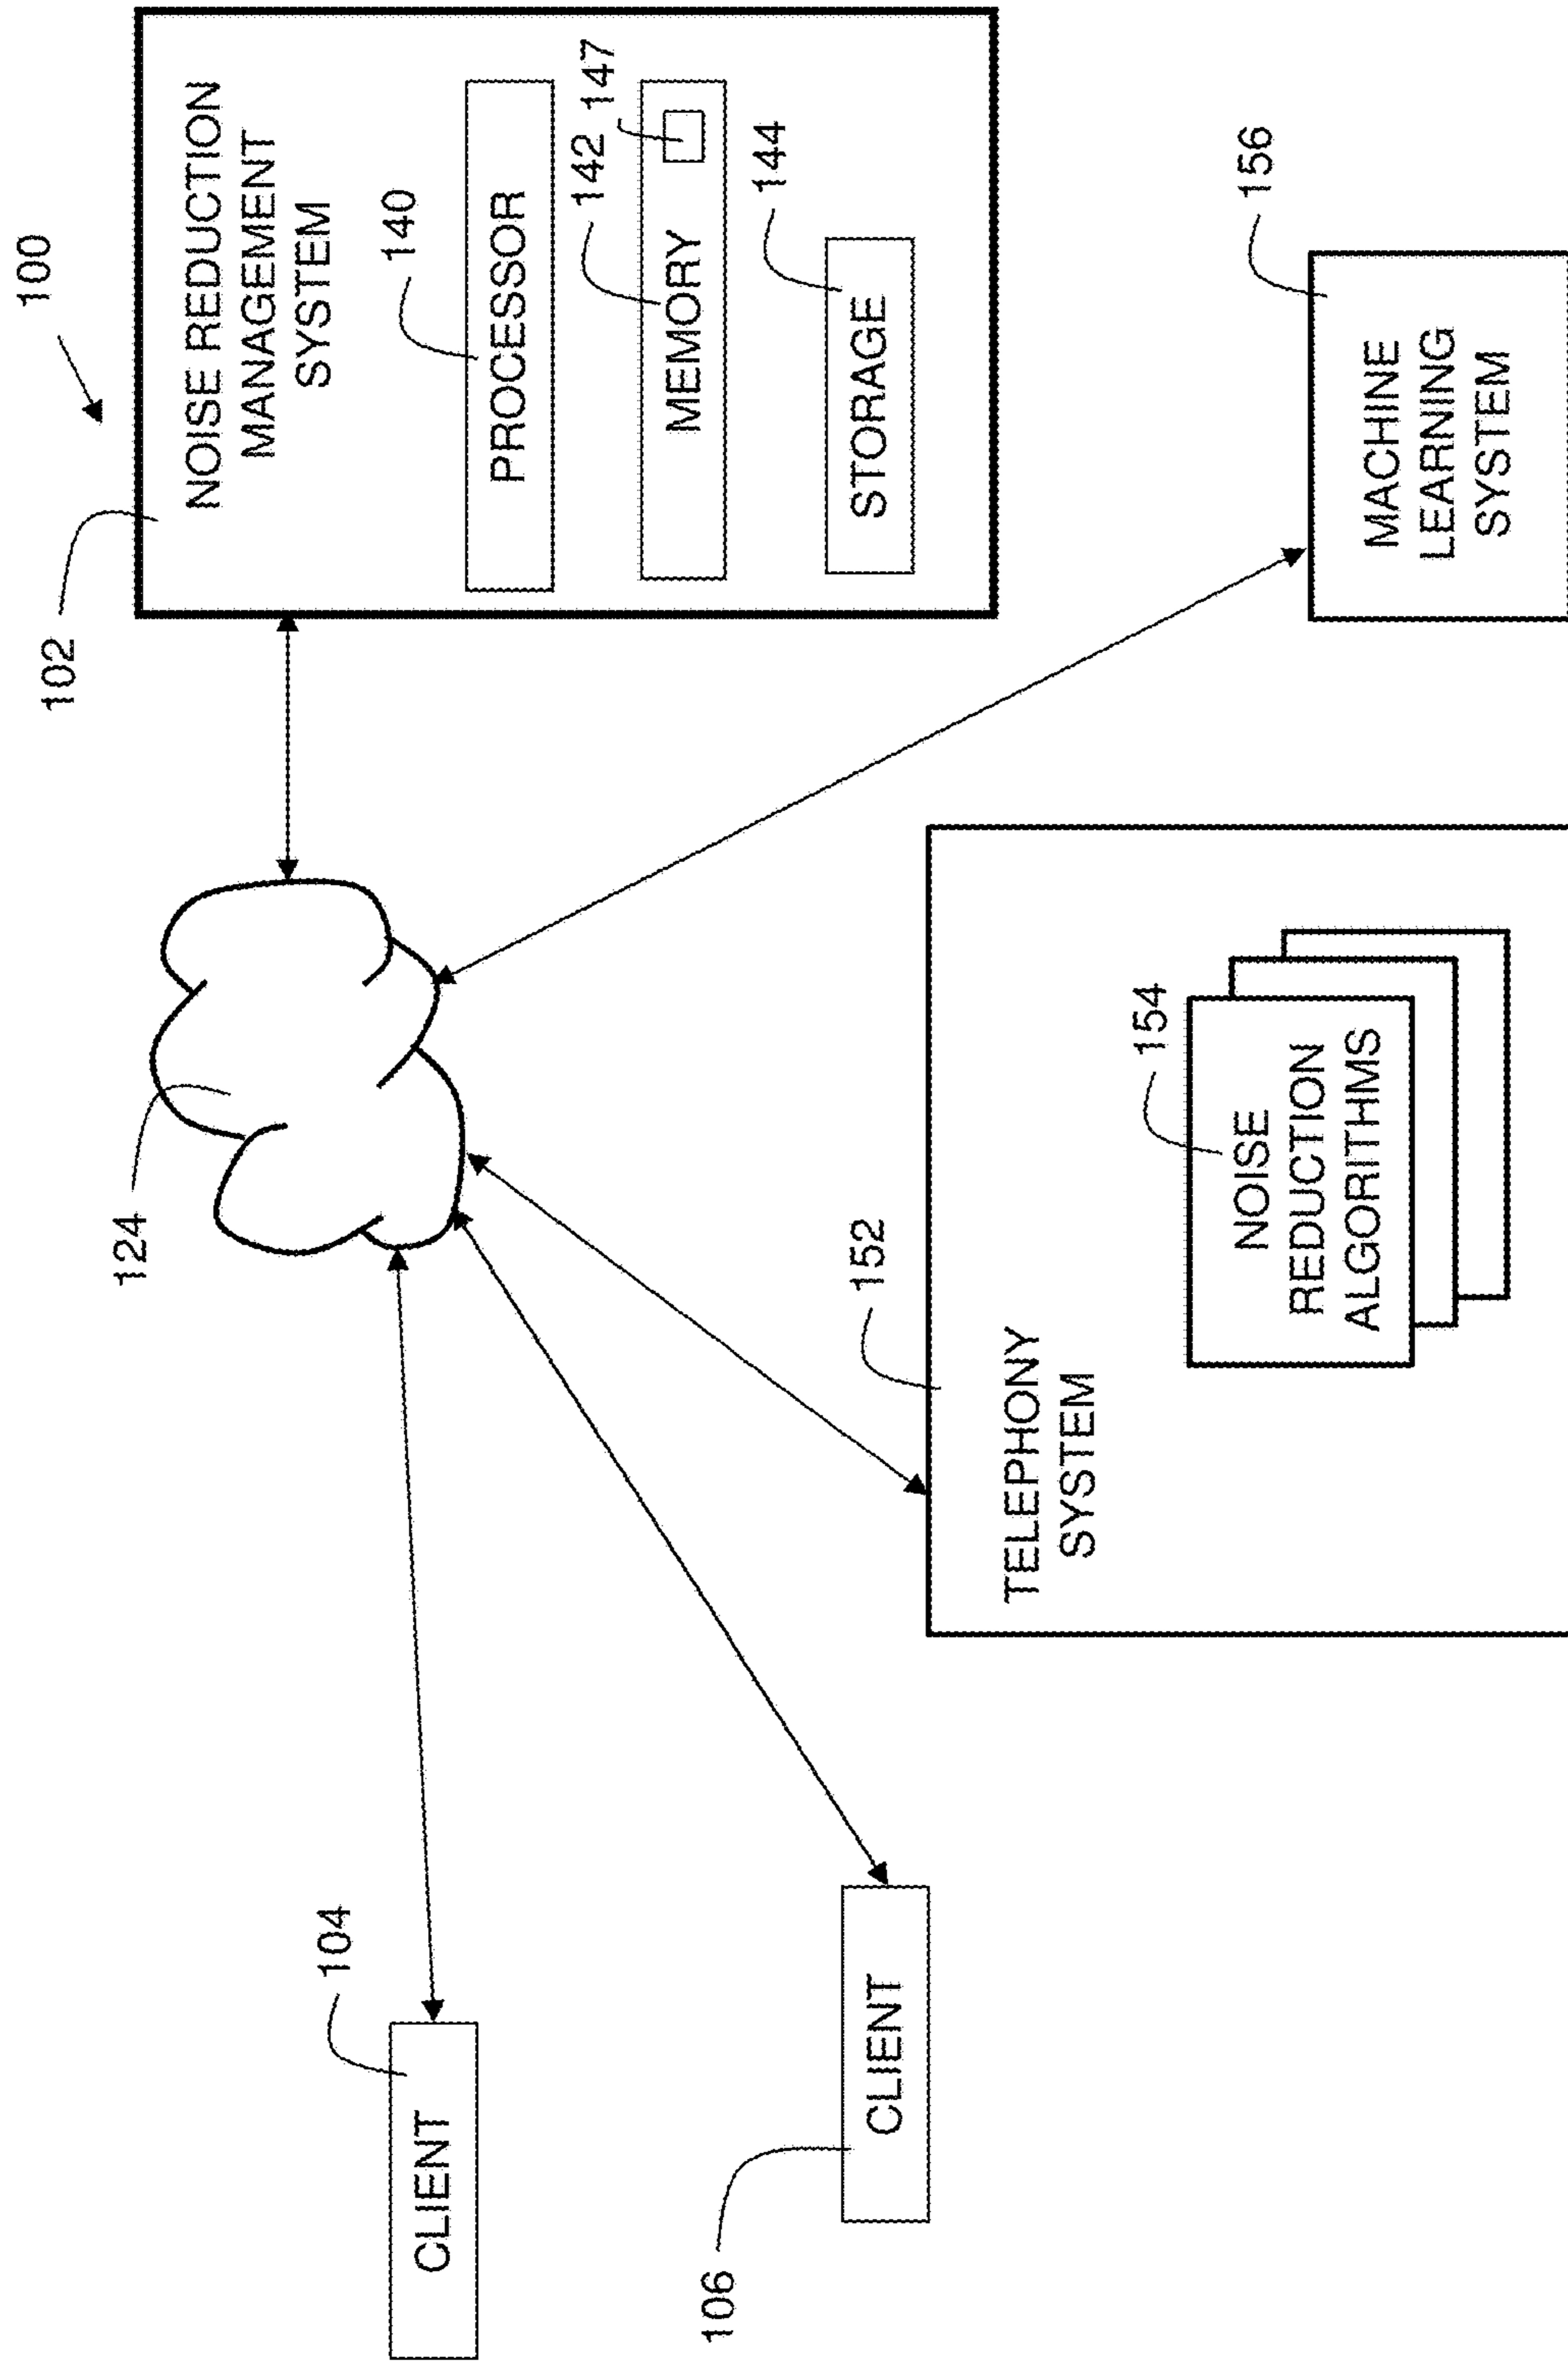 100
102
NOISE REDUCTION
MANAGEMENT
SYSTEM
140
PROCESSOR
142
147
MEMORY
144
STORAGE
124
104
CLIENT
106
CLIENT
152
TELEPHONY
SYSTEM
154
NOISE
REDUCTION
ALGORITHMS
156
MACHINE
LEARNING
SYSTEM